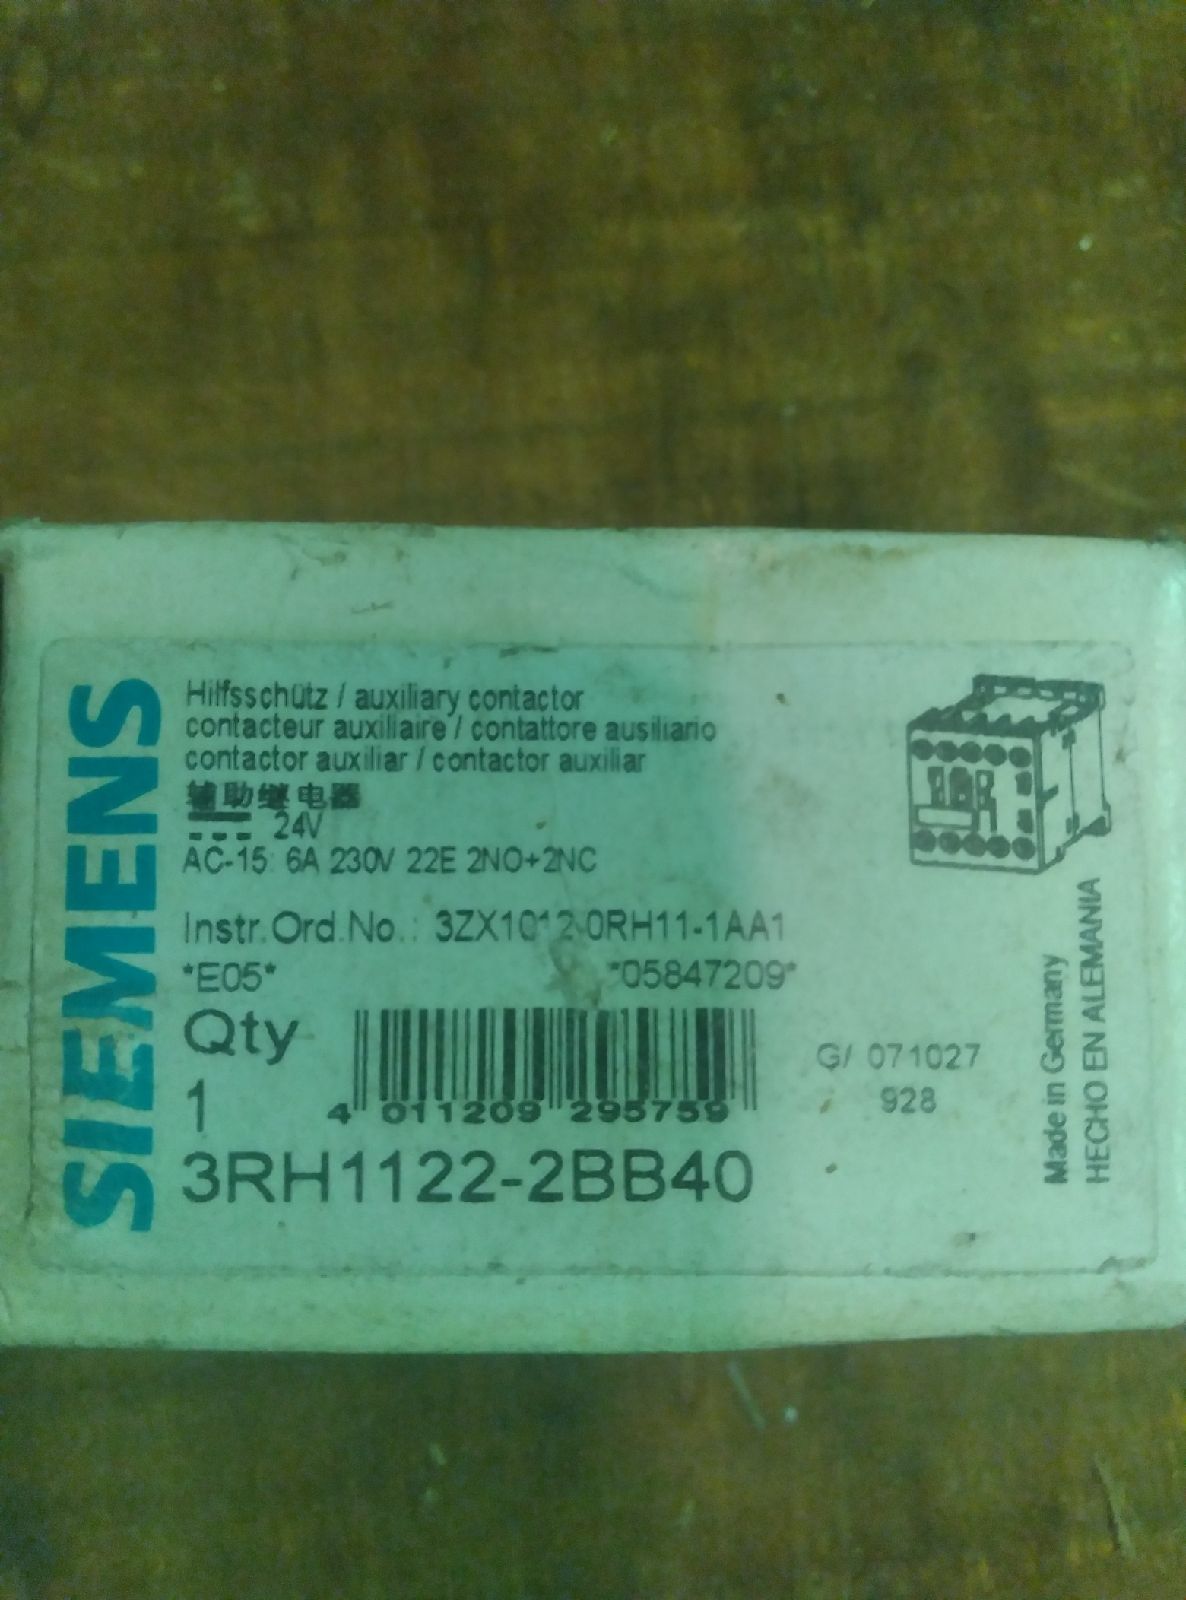 SIEMENS
Hilfsschütz / auxiliary contactor
contacteur auxiliaire / contattore ausiliario
contactor auxiliar / contactor auxiliar
辅助继电器
24V
AC-15: 6A 230V 22E 2NO+2NC
Instr.Ord.No.: 3ZX1012-0RH11-1AA1
*E05* *05847209*
Qty
1
4 011209 295759
3RH1122-2BB40
G/ 071027
928
Made in Germany
HECHO EN ALEMANIA